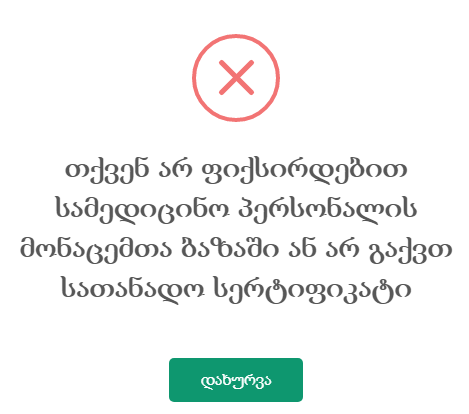 თქვენ არ ფიქსირდებით
სამედიცინო პერსონალის
მონაცემთა ბაზაში ან არ გაქვთ
სათანადო სერტიფიკატი
დახურვა